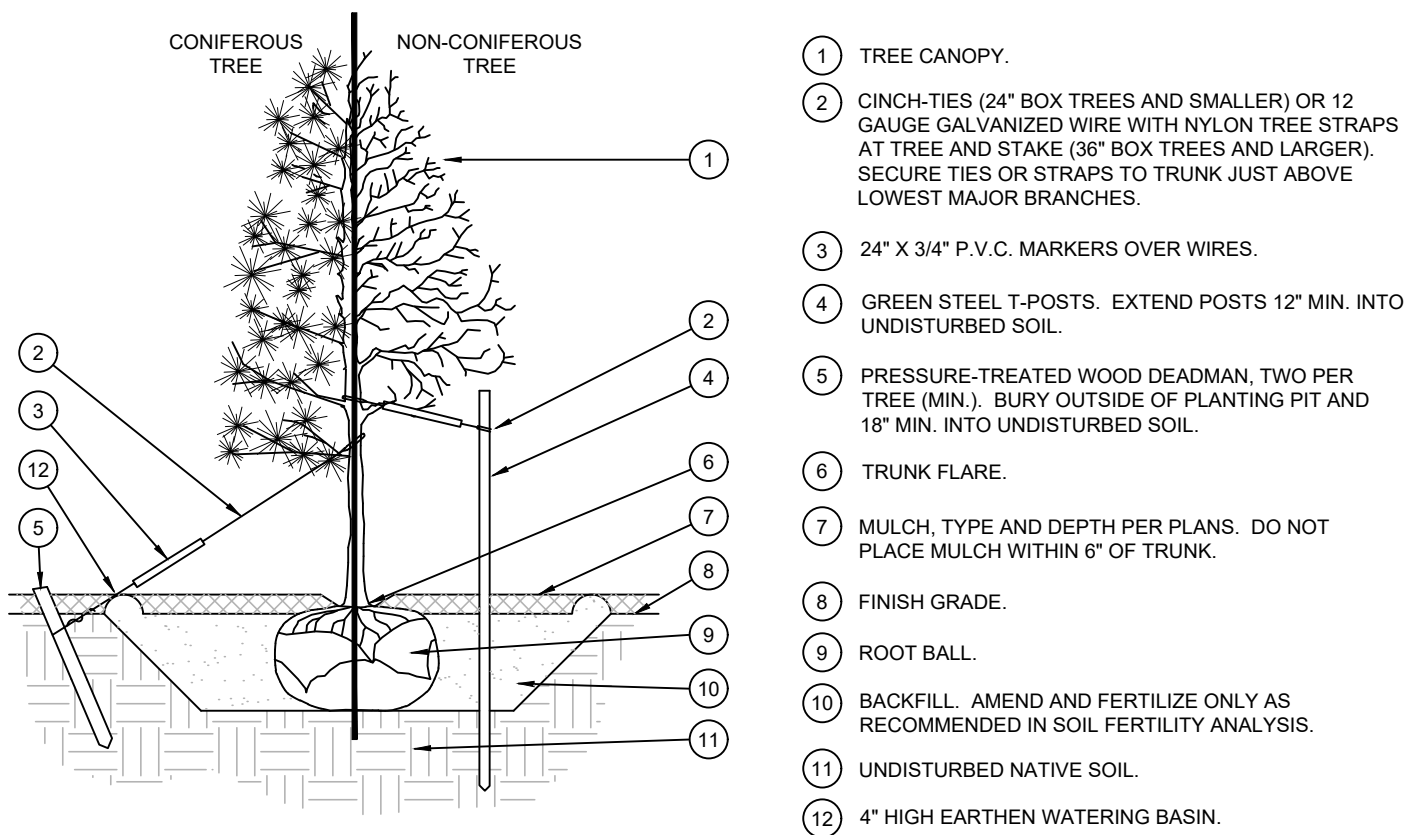 CONIFEROUS
TREE
NON-CONIFEROUS
TREE
1
2
4
6
7
8
9
10
11
2
3
12
5
1 TREE CANOPY.
2 CINCH-TIES (24" BOX TREES AND SMALLER) OR 12
GAUGE GALVANIZED WIRE WITH NYLON TREE STRAPS
AT TREE AND STAKE (36" BOX TREES AND LARGER).
SECURE TIES OR STRAPS TO TRUNK JUST ABOVE
LOWEST MAJOR BRANCHES.
3 24" X 3/4" P.V.C. MARKERS OVER WIRES.
4 GREEN STEEL T-POSTS. EXTEND POSTS 12" MIN. INTO
UNDISTURBED SOIL.
5 PRESSURE-TREATED WOOD DEADMAN, TWO PER
TREE (MIN.). BURY OUTSIDE OF PLANTING PIT AND
18" MIN. INTO UNDISTURBED SOIL.
6 TRUNK FLARE.
7 MULCH, TYPE AND DEPTH PER PLANS. DO NOT
PLACE MULCH WITHIN 6" OF TRUNK.
8 FINISH GRADE.
9 ROOT BALL.
10 BACKFILL. AMEND AND FERTILIZE ONLY AS
RECOMMENDED IN SOIL FERTILITY ANALYSIS.
11 UNDISTURBED NATIVE SOIL.
12 4" HIGH EARTHEN WATERING BASIN.